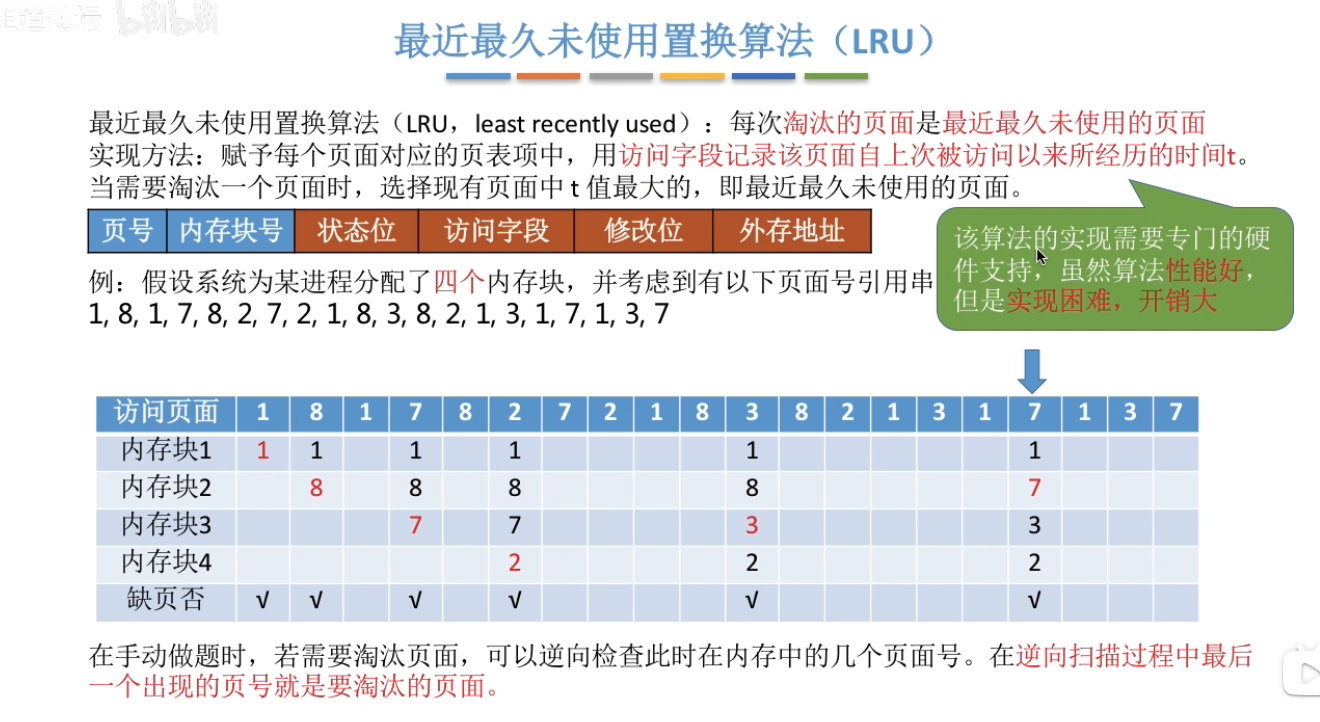 最近最久未使用置换算法（LRU）
最近最久未使用置换算法（LRU，least recently used）：每次淘汰的页面是最近最久未使用的页面
实现方法：赋予每个页面对应的页表项中，用访问字段记录该页面自上次被访问以来所经历的时间t。
当需要淘汰一个页面时，选择现有页面中 t 值最大的，即最近最久未使用的页面。
页号 内存块号 状态位 访问字段 修改位 外存地址
该算法的实现需要专门的硬
件支持，虽然算法性能好，
但是实现困难，开销大
例：假设系统为某进程分配了四个内存块，并考虑到有以下页面号引用串
1, 8, 1, 7, 8, 2, 7, 2, 1, 8, 3, 8, 2, 1, 3, 1, 7, 1, 3, 7
访问页面 1 8 1 7 8 2 7 2 1 8 3 8 2 1 3 1 7 1 3 7
内存块1 1 1 1 1 1 1
内存块2 8 8 8 8 7
内存块3 7 7 3 3
内存块4 2 2 2
缺页否 √ √ √ √ √ √
在手动做题时，若需要淘汰页面，可以逆向检查此时在内存中的几个页面号。在逆向扫描过程中最后
一个出现的页号就是要淘汰的页面。